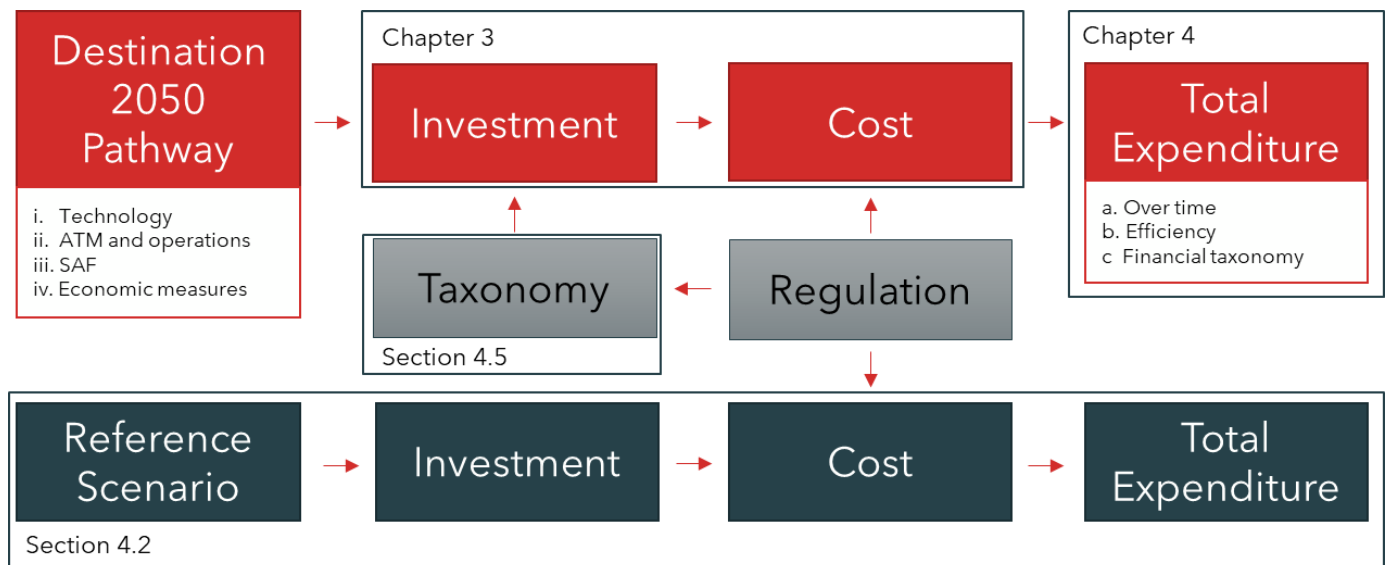 Destination
2050
Pathway
i. Technology
ii. ATM and operations
iii. SAF
iv. Economic measures
Chapter 3
Investment
Cost
Chapter 4
Total
Expenditure
a. Over time
b. Efficiency
c Financial taxonomy
Taxonomy
Section 4.5
Regulation
Reference
Scenario
Investment
Cost
Total
Expenditure
Section 4.2